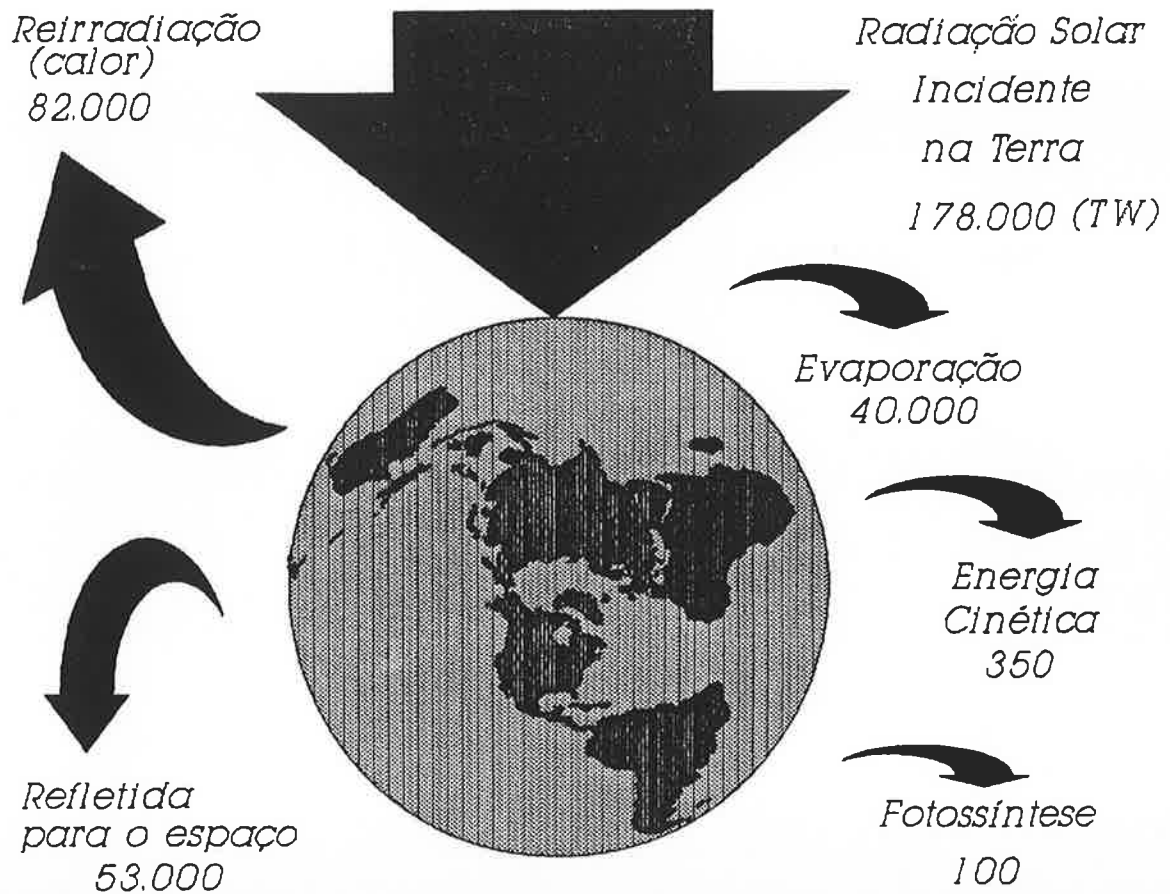 Reirradiação
(calor)
82.000
Radiação Solar
Incidente
na Terra
178.000 (TW)
Evaporação
40.000
Energia
Cinética
350
Refletida
para o espaço
53.000
Fotossíntese
100